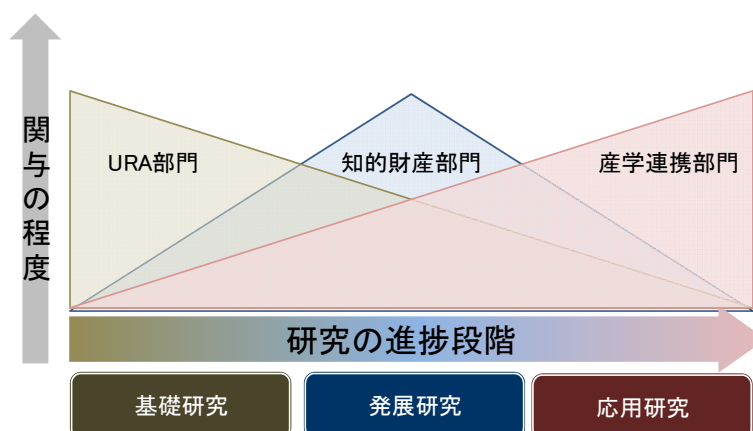 関与の程度
URA部門
知的財産部門
産学連携部門
研究の進捗段階
基礎研究
発展研究
応用研究